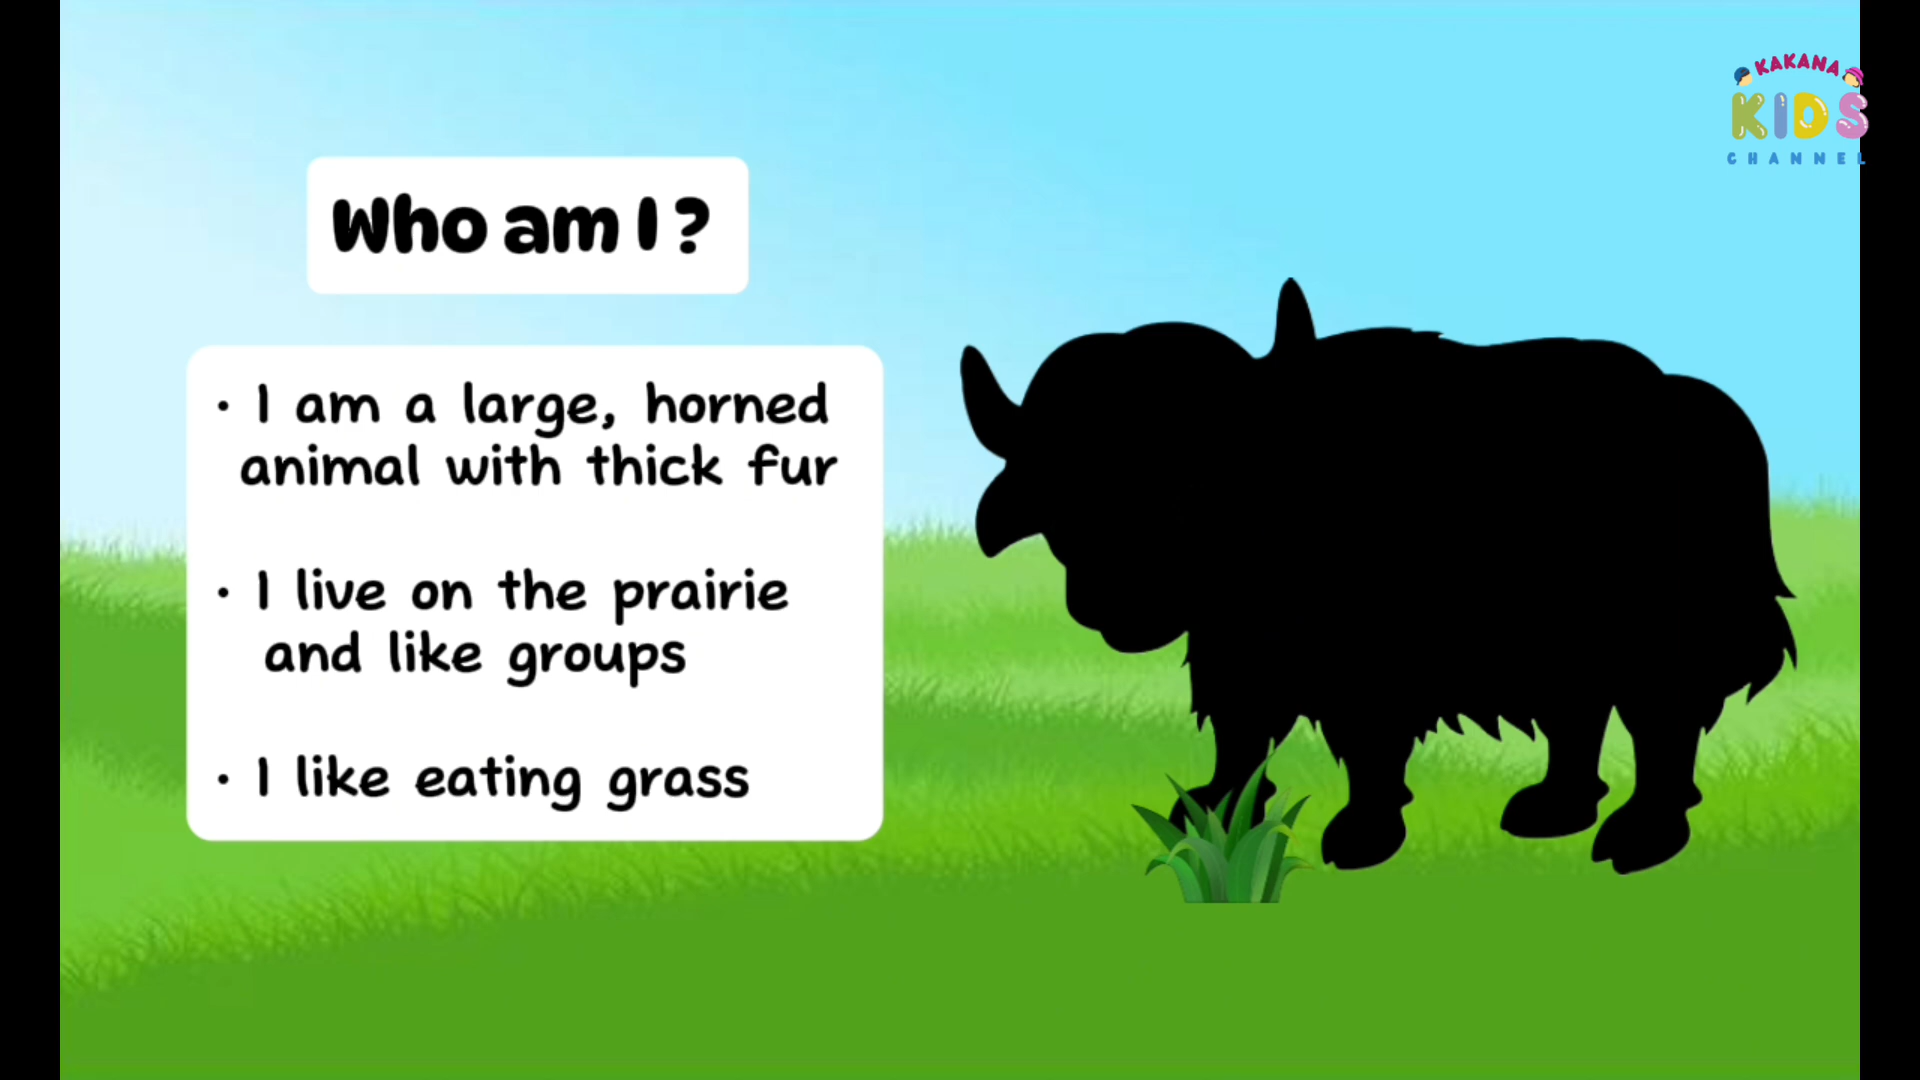 KAKANA
KIDS
CHANNEL
Who am I ?
• I am a large, horned
animal with thick fur
• I live on the prairie
and like groups
• I like eating grass